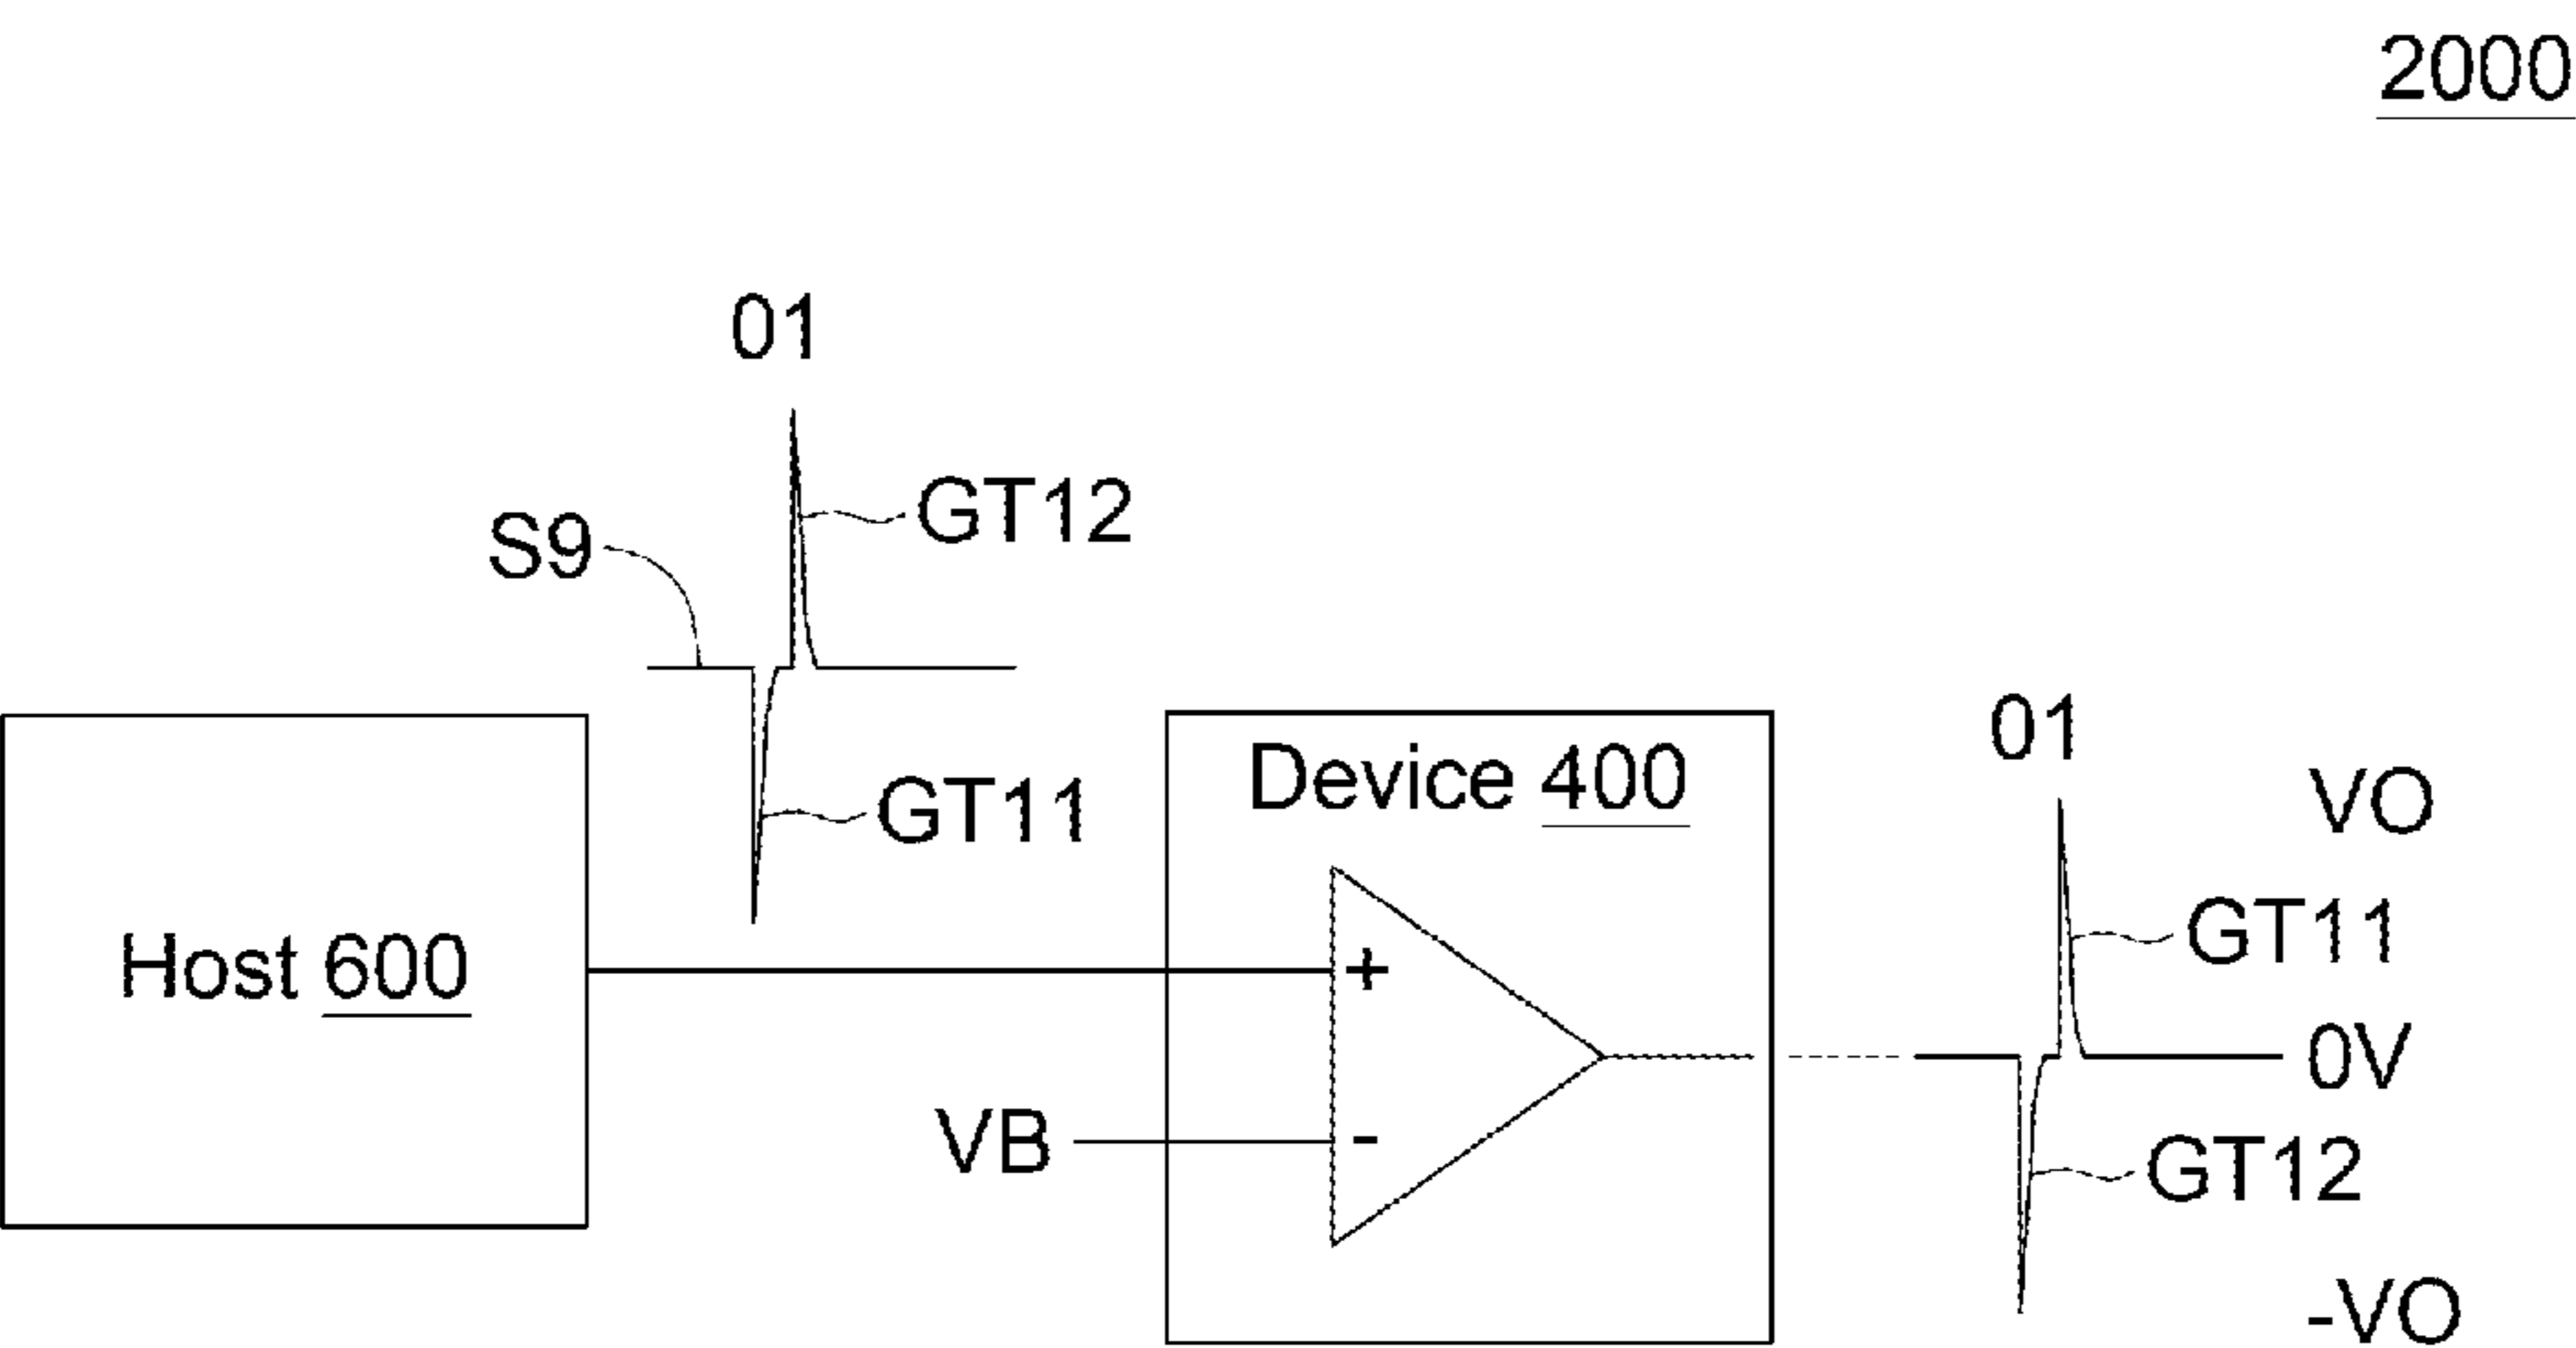 2000
01
GT12
S9
GT11
Host 600
Device 400
+
-
VB
01
VO
GT11
0V
GT12
-VO